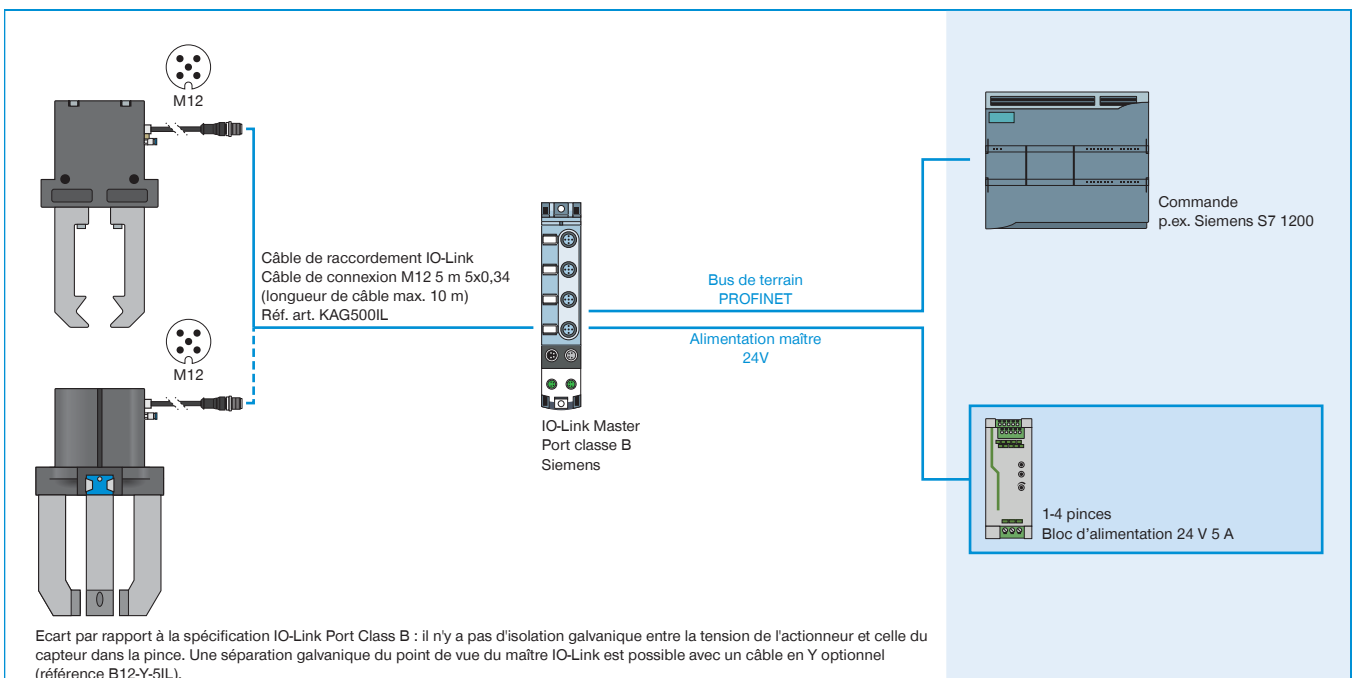 M12
Câble de raccordement IO-Link
Câble de connexion M12 5 m 5x0,34
(longueur de câble max. 10 m)
Réf. art. KAG500IL
M12
IO-Link Master
Port classe B
Siemens
Bus de terrain
PROFINET
Alimentation maître
24V
Commande
p.ex. Siemens S7 1200
1-4 pinces
Bloc d'alimentation 24 V 5 A
Ecart par rapport à la spécification IO-Link Port Class B : il n'y a pas d'isolation galvanique entre la tension de l'actionneur et celle du
capteur dans la pince. Une séparation galvanique du point de vue du maître IO-Link est possible avec un câble en Y optionnel
(référence B12-Y-5IL).